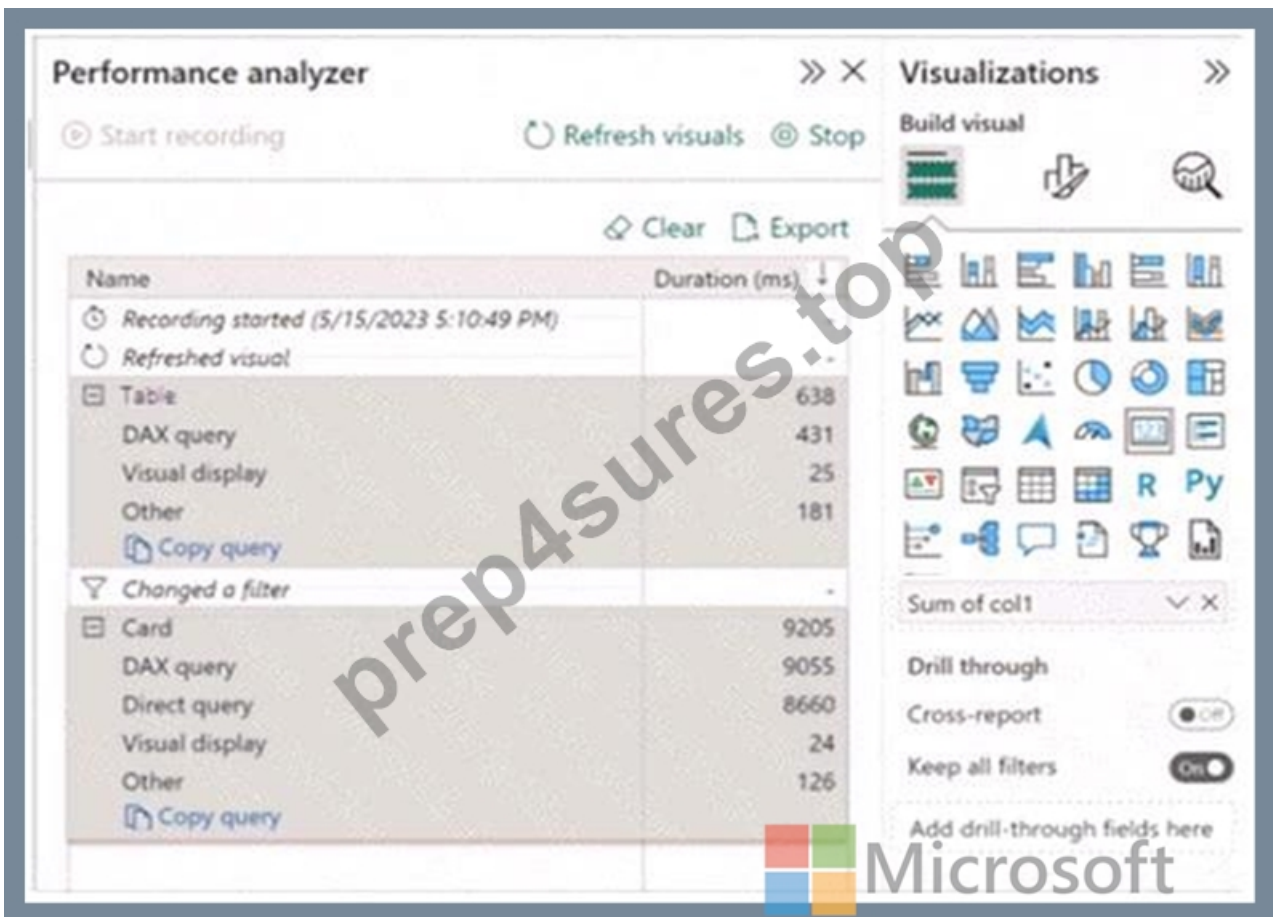 Performance analyzer
Start recording
Refresh visuals
Stop
Clear
Export
Name
Duration (ms)
Recording started (5/15/2023 5:10:49 PM)
-
Refreshed visual
-
Table
638
DAX query
431
Visual display
25
Other
181
Copy query
Changed a filter
-
Card
9205
DAX query
9055
Direct query
8660
Visual display
24
Other
126
Copy query
Visualizations
Build visual
123
R
Py
Sum of col1
Drill through
Cross-report
Off
Keep all filters
On
Add drill-through fields here
prep4sures.top
Microsoft